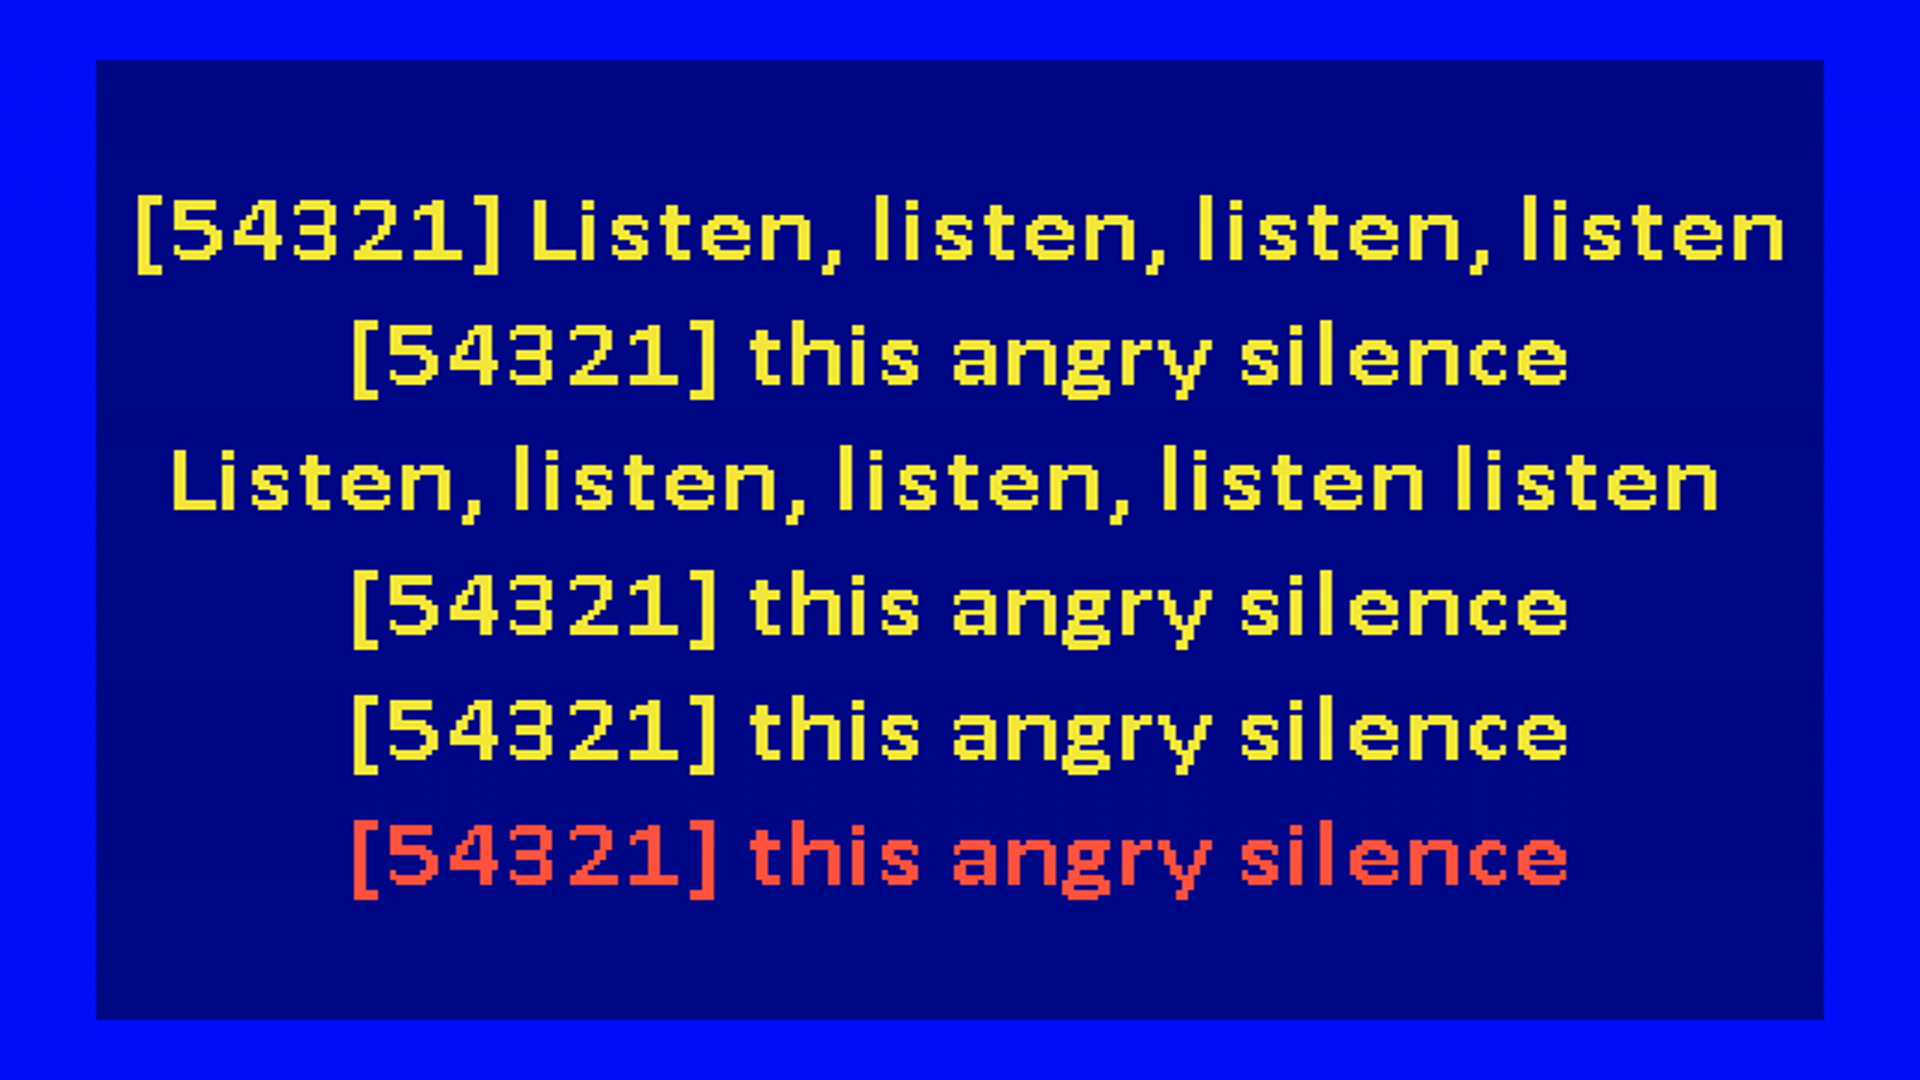 [54321] Listen, listen, listen, listen
[54321] this angry silence
Listen, listen, listen, listen listen
[54321] this angry silence
[54321] this angry silence
[54321] this angry silence